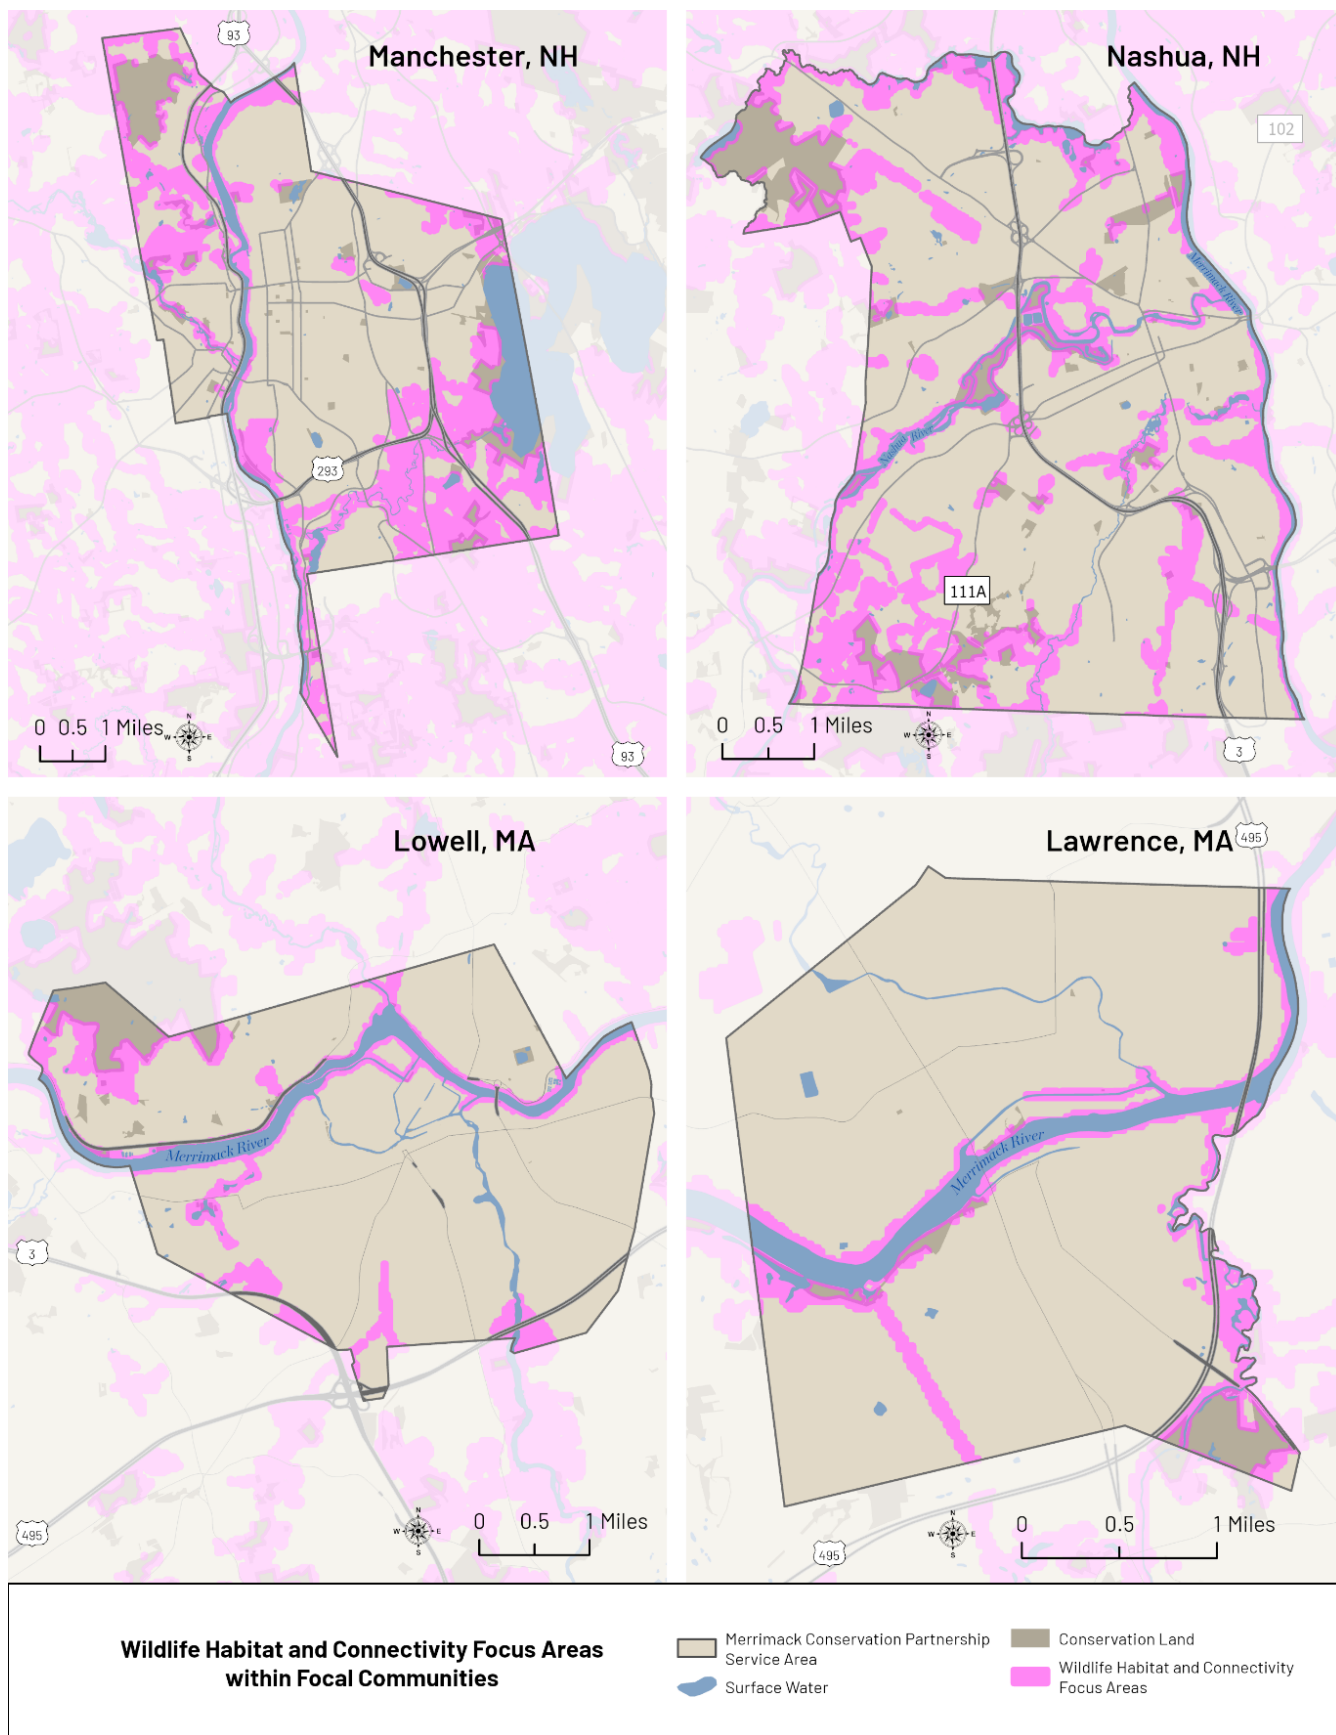 93
Manchester, NH
293
0 0.5 1 Miles
N
W E
S
93
Nashua, NH
102
Merrimack River
Nashua River
111A
0 0.5 1 Miles
N
W E
S
3
Lowell, MA
Merrimack River
3
495
N
W E
S
0 0.5 1 Miles
Lawrence, MA
495
Merrimack River
495
N
W E
S
0 0.5 1 Miles
Wildlife Habitat and Connectivity Focus Areas
within Focal Communities
Merrimack Conservation Partnership
Service Area
Surface Water
Conservation Land
Wildlife Habitat and Connectivity
Focus Areas